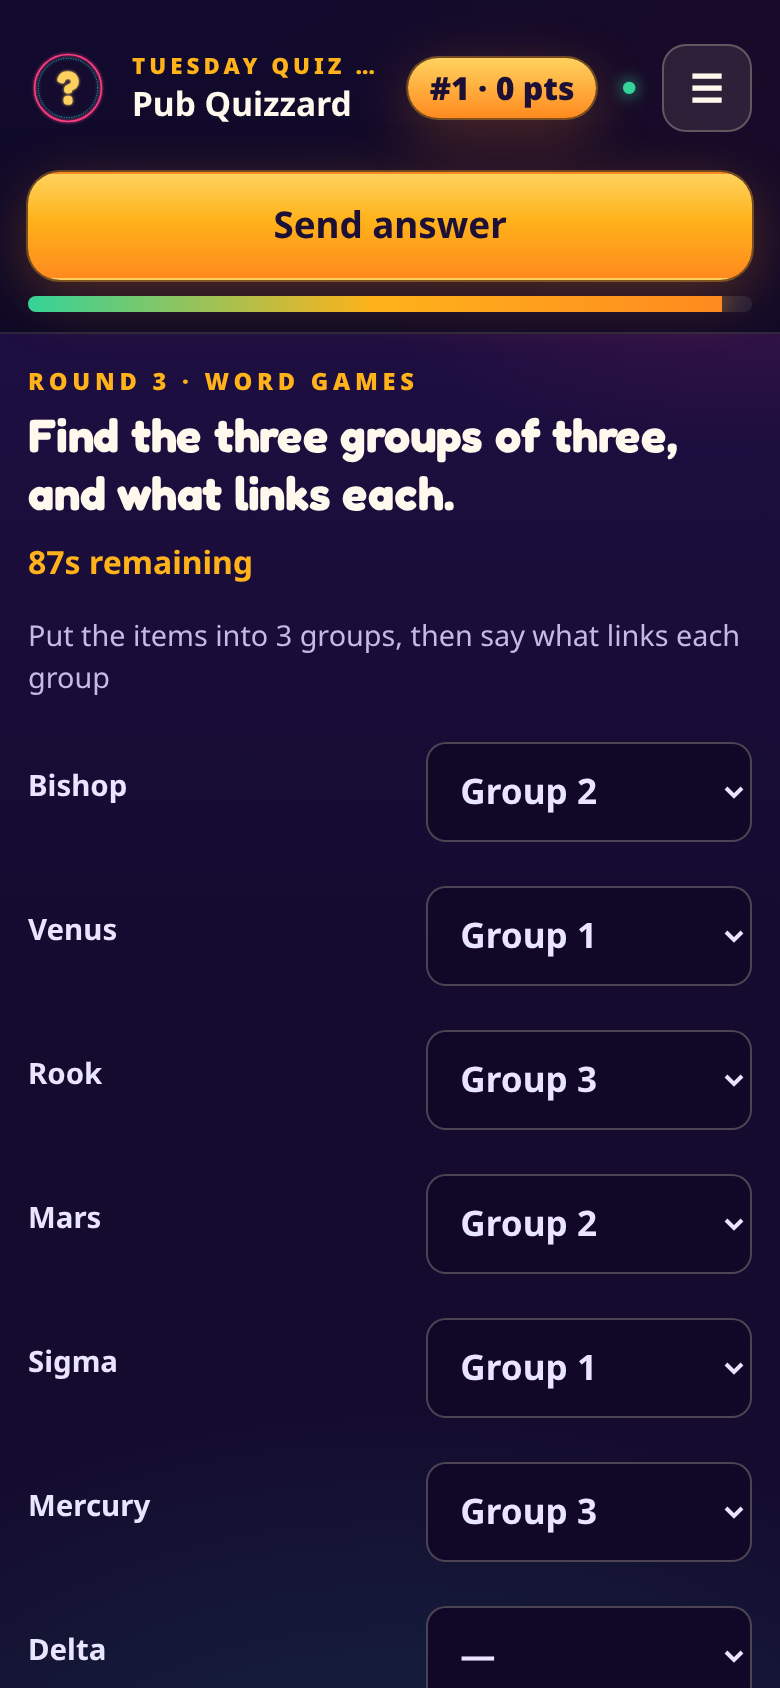 TUESDAY QUIZ …
Pub Quizzard
#1 · 0 pts
Send answer
ROUND 3 · WORD GAMES
Find the three groups of three,
and what links each.
87s remaining
Put the items into 3 groups, then say what links each
group
Bishop
Group 2
Venus
Group 1
Rook
Group 3
Mars
Group 2
Sigma
Group 1
Mercury
Group 3
Delta
—